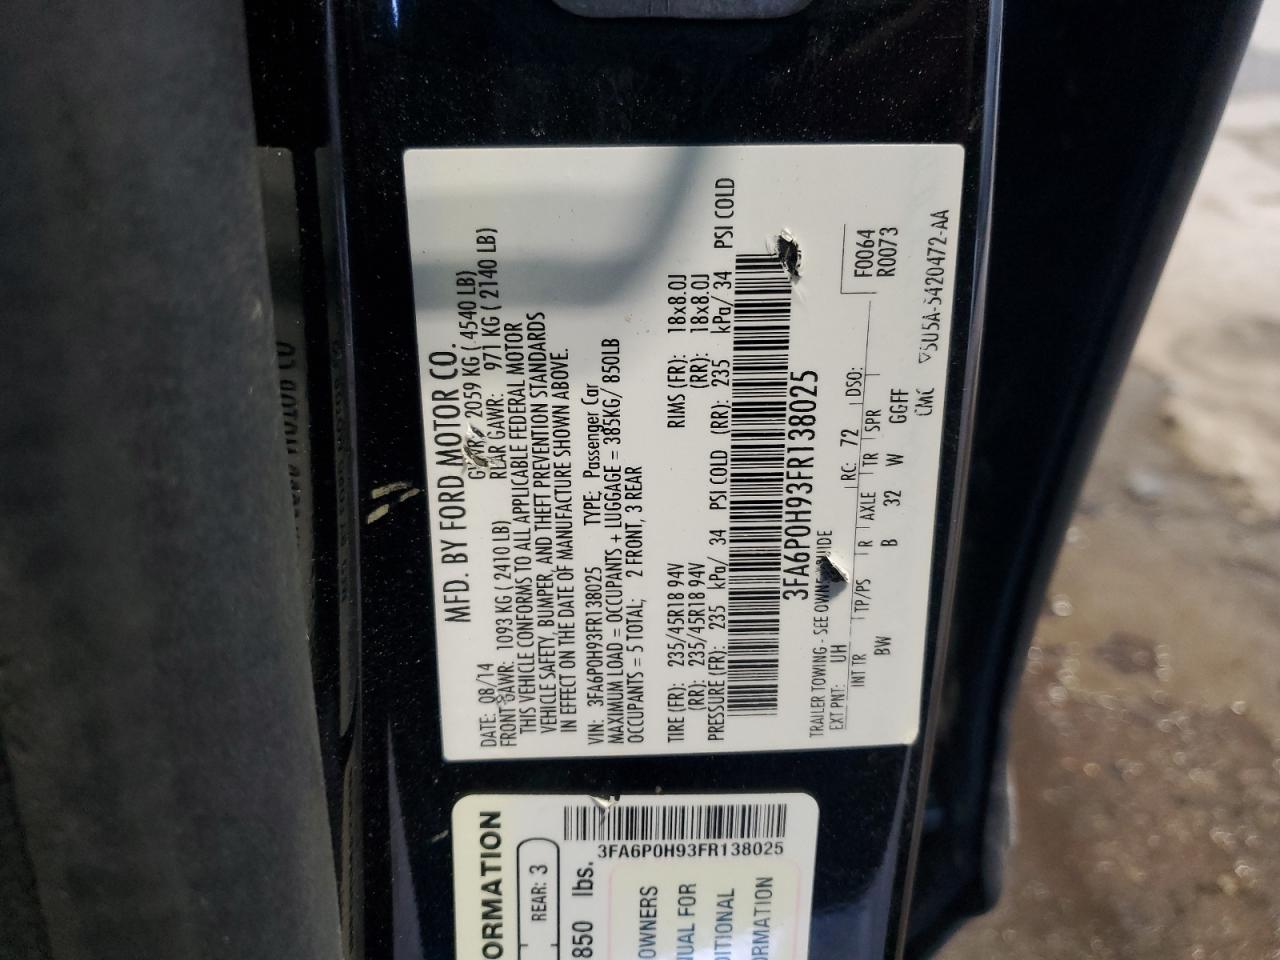 MFD. BY FORD MOTOR CO.
DATE: 08/14 GVWR: 2059 KG ( 4540 LB)
FRONT GAWR: 1093 KG ( 2410 LB) REAR GAWR: 971 KG ( 2140 LB)
THIS VEHICLE CONFORMS TO ALL APPLICABLE FEDERAL MOTOR
VEHICLE SAFETY, BUMPER, AND THEFT PREVENTION STANDARDS
IN EFFECT ON THE DATE OF MANUFACTURE SHOWN ABOVE.
VIN: 3FA6P0H93FR138025 TYPE: Passenger Car
MAXIMUM LOAD = OCCUPANTS + LUGGAGE = 385KG/ 850LB
OCCUPANTS = 5 TOTAL; 2 FRONT, 3 REAR
TIRE (FR): 235/45R18 94V RIMS (FR): 18x8.0J
(RR): 235/45R18 94V (RR): 18x8.0J
PRESSURE (FR): 235 kPa/ 34 PSI COLD (RR): 235 kPa/ 34 PSI COLD
3FA6P0H93FR138025
TRAILER TOWING - SEE OWNER GUIDE
EXT PNT: UH RC: 72 DSO: F0064
R0073
INT TR TP/PS R AXLE TR SPR
BW B 32 W GGFF
CMC 5U5A-5420472-AA
ORMATION
REAR: 3
850 lbs.
3FA6P0H93FR138025
OWNERS
UAL FOR
DITIONAL
ORMATION